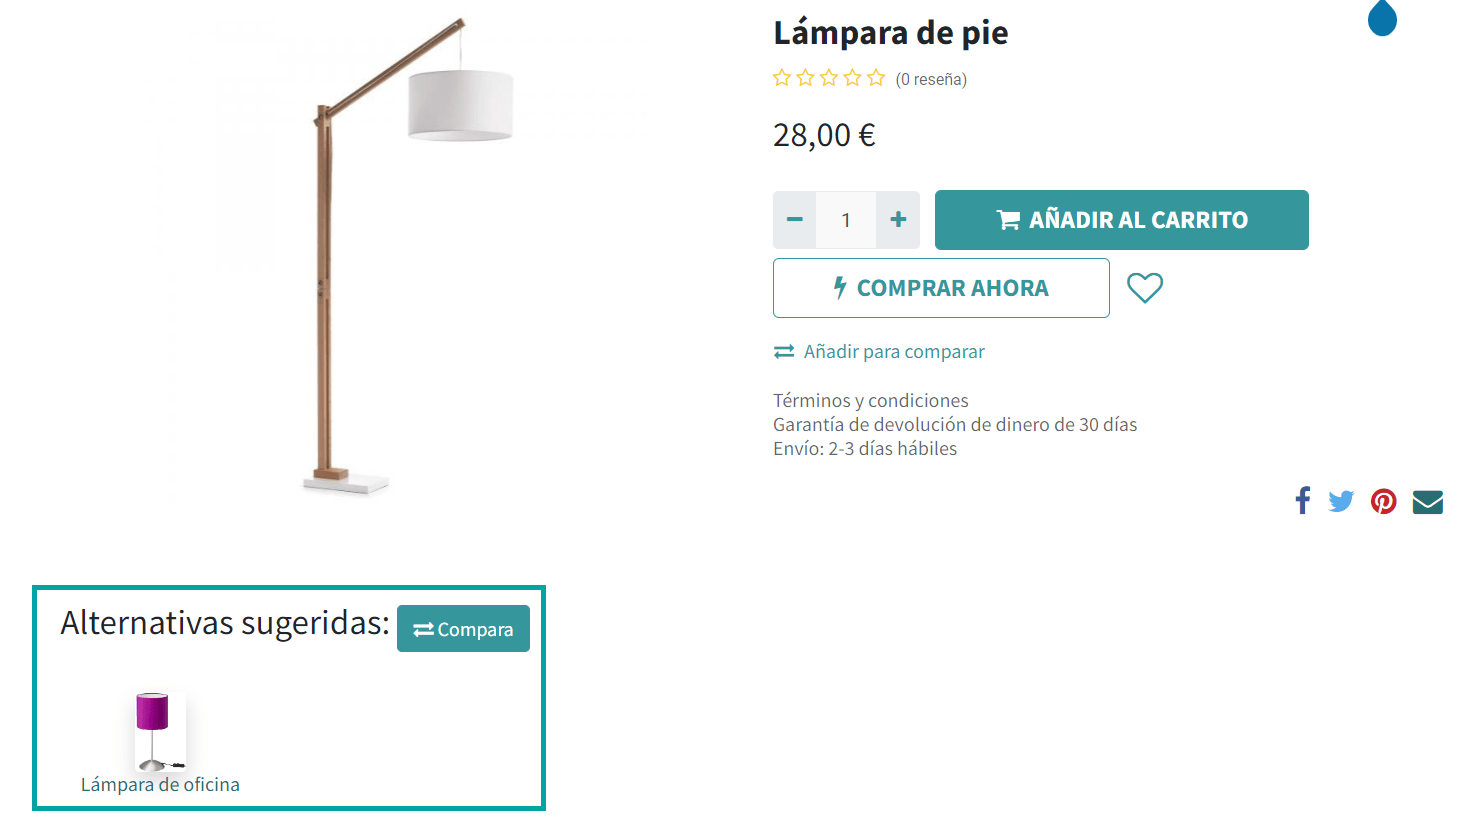 Lámpara de pie
(0 reseña)
28,00 €
1
AÑADIR AL CARRITO
COMPRAR AHORA
Añadir para comparar
Términos y condiciones
Garantía de devolución de dinero de 30 días
Envío: 2-3 días hábiles
Alternativas sugeridas:
Compara
Lámpara de oficina